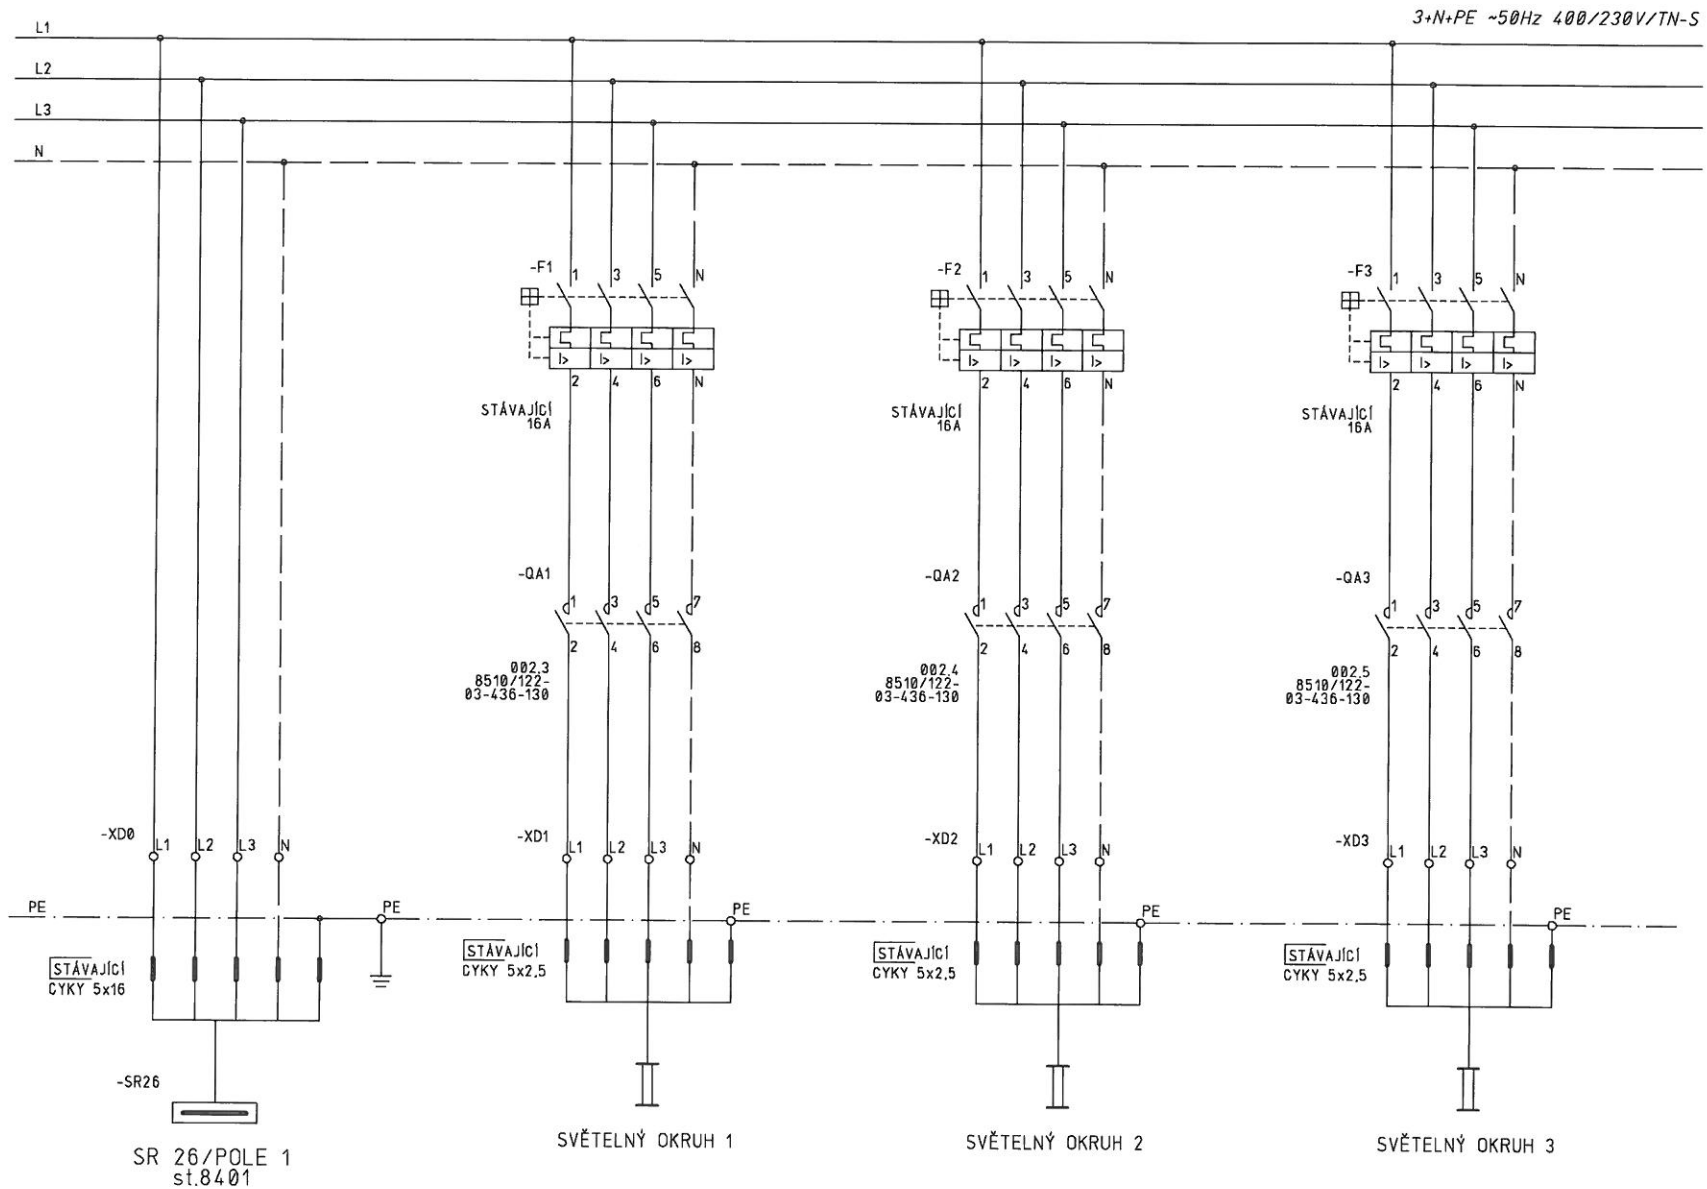 3+N+PE ~50Hz 400/230V/TN-S
L1
L2
L3
N
-F1 1 3 5 N
-F2 1 3 5 N
-F3 1 3 5 N
I> I> I> I>
I> I> I> I>
I> I> I> I>
2 4 6 N
2 4 6 N
2 4 6 N
STÁVAJÍCÍ
16A
STÁVAJÍCÍ
16A
STÁVAJÍCÍ
16A
-QA1
1 3 5 7
2 4 6 8
-QA2
1 3 5 7
2 4 6 8
-QA3
1 3 5 7
2 4 6 8
002.3
8510/122-
03-436-130
002.4
8510/122-
03-436-130
002.5
8510/122-
03-436-130
-XD0
L1 L2 L3 N
-XD1
L1 L2 L3 N
-XD2
L1 L2 L3 N
-XD3
L1 L2 L3 N
PE
PE
PE
PE
PE
STÁVAJÍCÍ
CYKY 5x16
STÁVAJÍCÍ
CYKY 5x2,5
STÁVAJÍCÍ
CYKY 5x2,5
STÁVAJÍCÍ
CYKY 5x2,5
-SR26
SR 26/POLE 1
st.8401
SVĚTELNÝ OKRUH 1
SVĚTELNÝ OKRUH 2
SVĚTELNÝ OKRUH 3